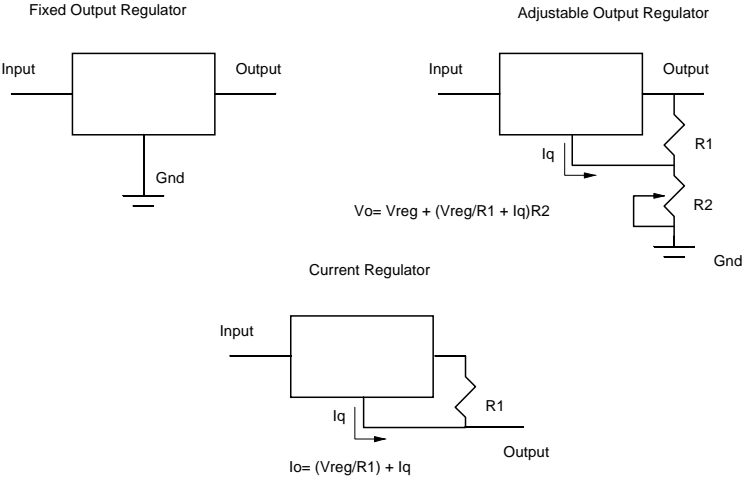 Fixed Output Regulator
Input
Output
Gnd
Adjustable Output Regulator
Input
Output
R1
Iq
R2
Vo= Vreg + (Vreg/R1 + Iq)R2
Gnd
Current Regulator
Input
R1
Iq
Output
Io= (Vreg/R1) + Iq